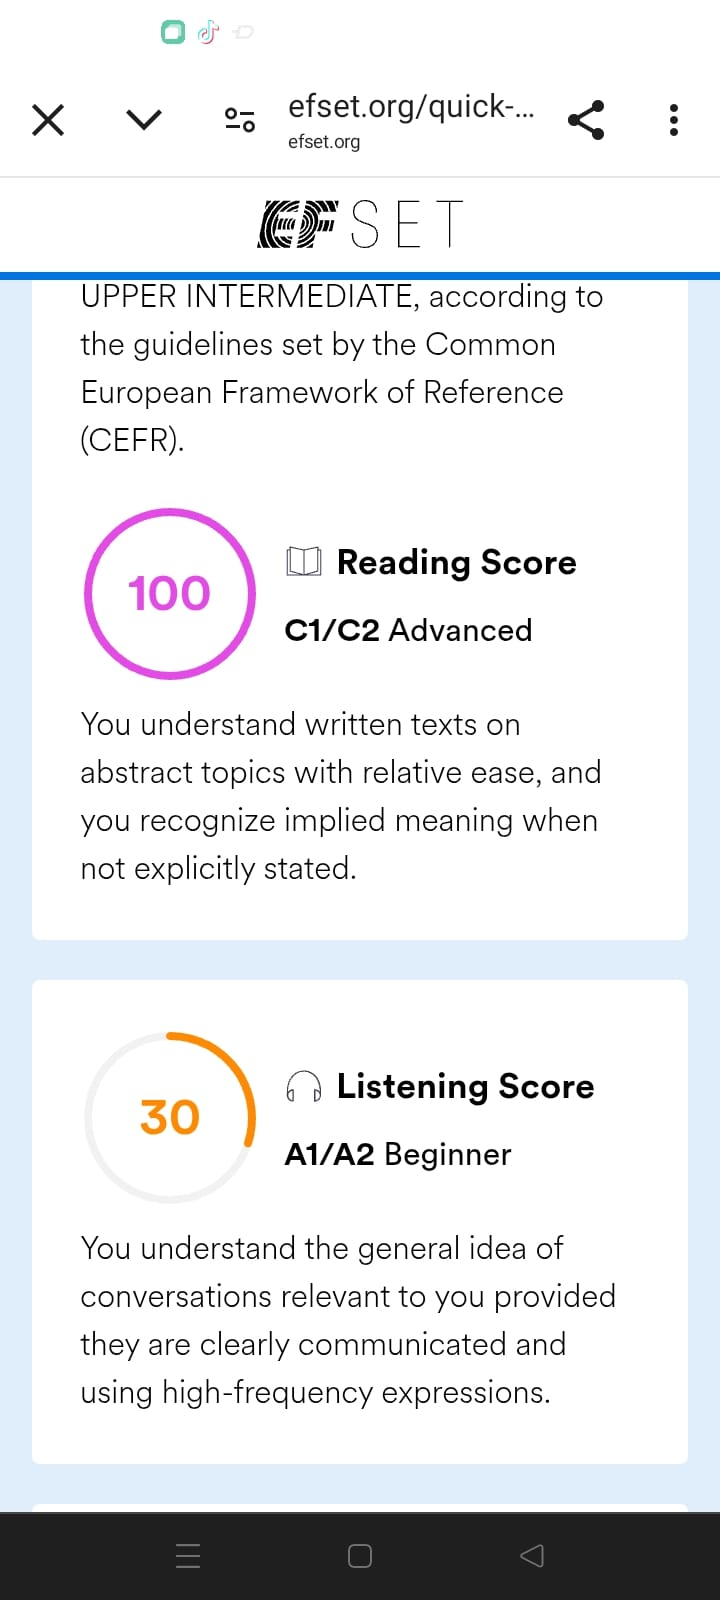 efset.org/quick-...
efset.org
EF SET
UPPER INTERMEDIATE, according to
the guidelines set by the Common
European Framework of Reference
(CEFR).
100
Reading Score
C1/C2 Advanced
You understand written texts on
abstract topics with relative ease, and
you recognize implied meaning when
not explicitly stated.
30
Listening Score
A1/A2 Beginner
You understand the general idea of
conversations relevant to you provided
they are clearly communicated and
using high-frequency expressions.